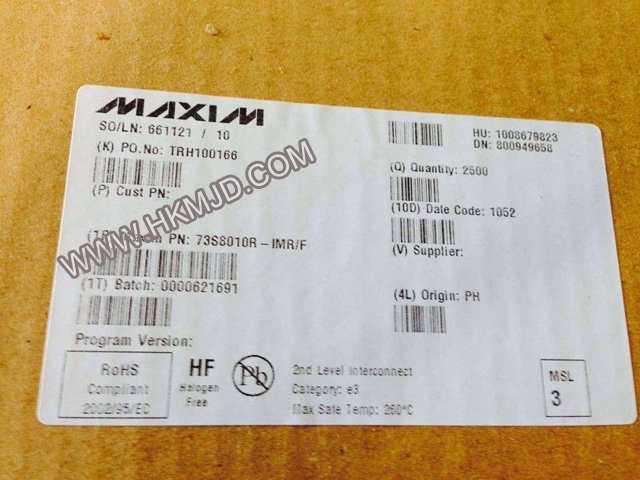 MAXIM
SO/LN: 661121 / 10
HU: 1008679823
DN: 800949658
(K) PO.No: TRH100166
(Q) Quantity: 2500
(P) Cust PN:
(10D) Date Code: 1052
PN: 73S8010R-IMR/F
(V) Supplier:
(1T) Batch: 0000621691
(4L) Origin: PH
Program Version:
RoHS
Compliant
2002/95/EC
HF
Halogen
Free
Pb
2nd Level Interconnect
Category: e3
Max Safe Temp: 260°C
MSL
3
WWW.HKMJD.COM